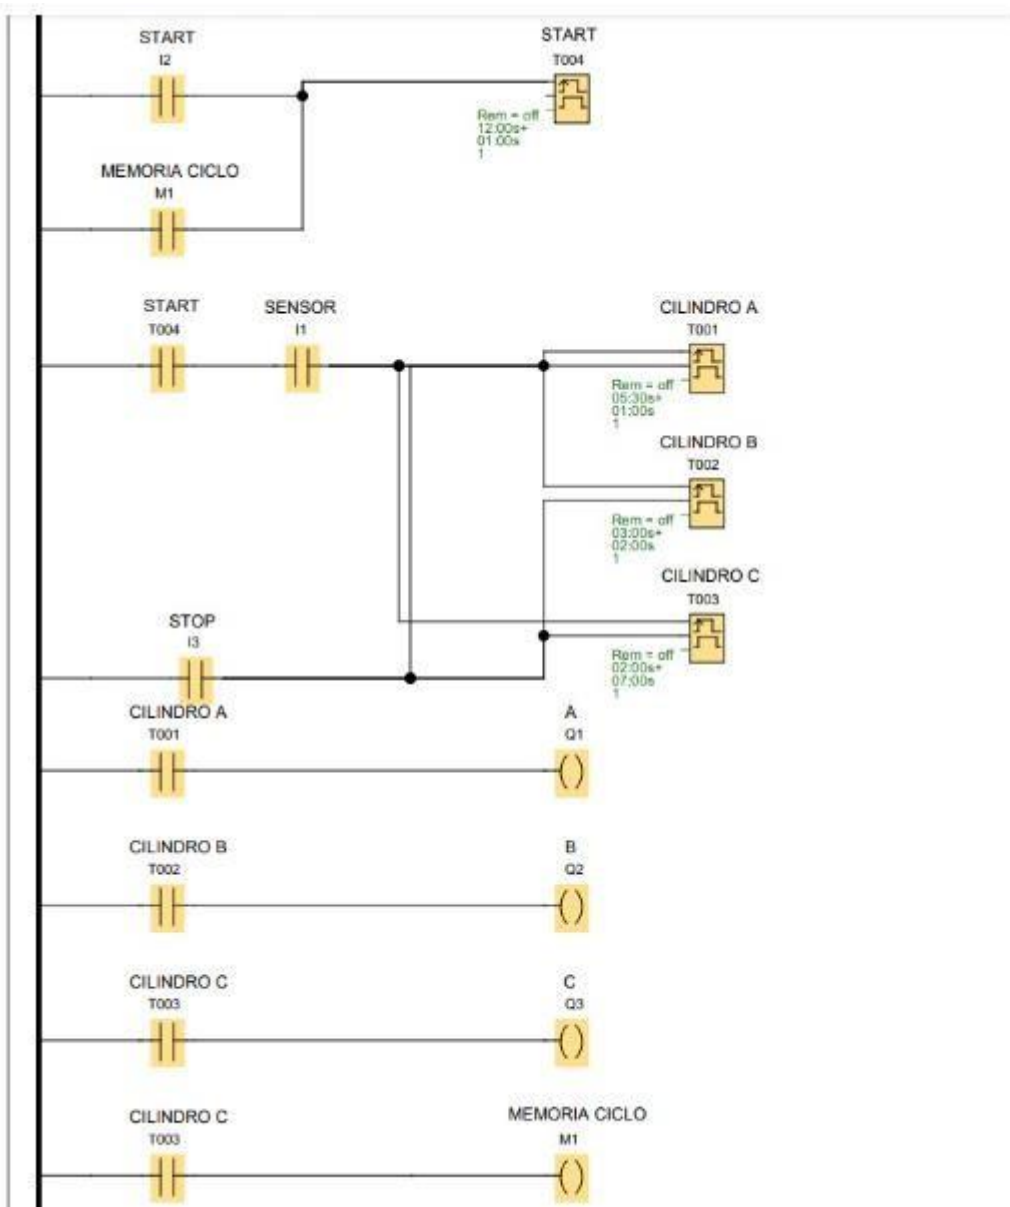 START
I2
START
T004
Rem = off
12:00s+
01:00s
1
MEMORIA CICLO
M1
START
T004
SENSOR
I1
CILINDRO A
T001
Rem = off
05:30s+
01:00s
1
CILINDRO B
T002
Rem = off
03:00s+
02:00s
1
CILINDRO C
T003
Rem = off
02:00s+
07:00s
1
STOP
I3
CILINDRO A
T001
A
Q1
CILINDRO B
T002
B
Q2
CILINDRO C
T003
C
Q3
CILINDRO C
T003
MEMORIA CICLO
M1